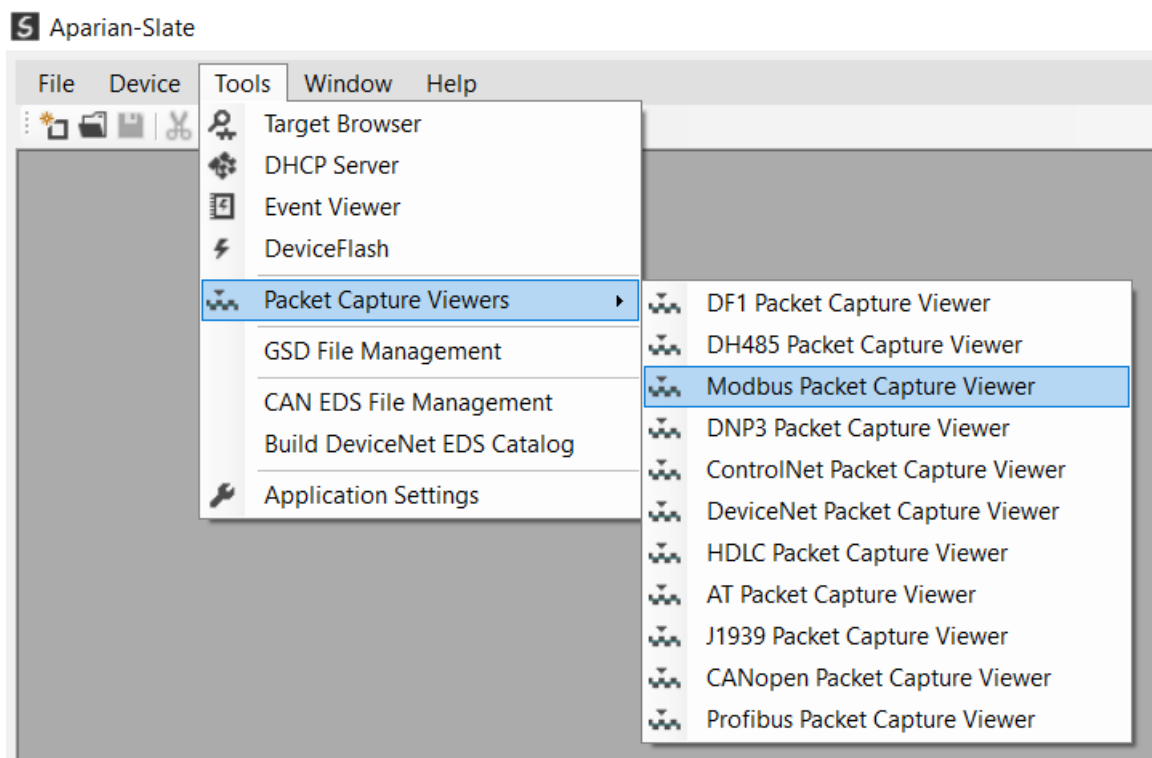 Aparian-Slate
File Device Tools Window Help
Target Browser
DHCP Server
Event Viewer
DeviceFlash
Packet Capture Viewers
GSD File Management
CAN EDS File Management
Build DeviceNet EDS Catalog
Application Settings
DF1 Packet Capture Viewer
DH485 Packet Capture Viewer
Modbus Packet Capture Viewer
DNP3 Packet Capture Viewer
ControlNet Packet Capture Viewer
DeviceNet Packet Capture Viewer
HDLC Packet Capture Viewer
AT Packet Capture Viewer
J1939 Packet Capture Viewer
CANopen Packet Capture Viewer
Profibus Packet Capture Viewer